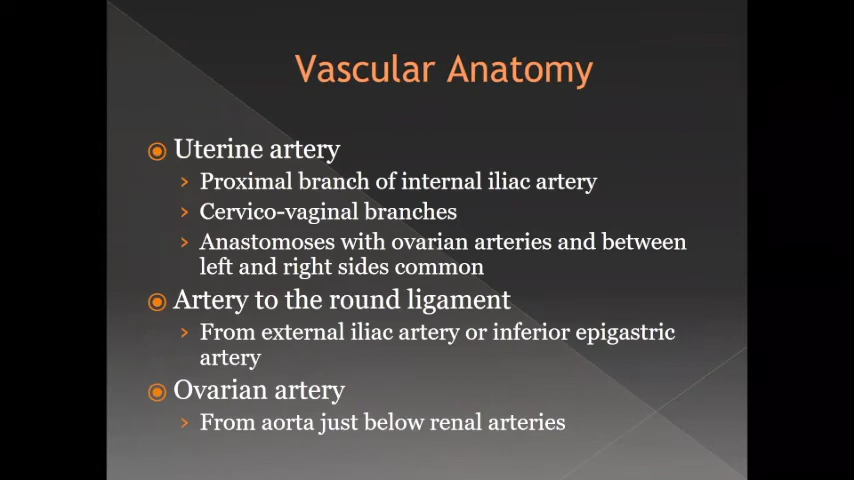 Vascular Anatomy
Uterine artery
Proximal branch of internal iliac artery
Cervico-vaginal branches
Anastomoses with ovarian arteries and between
left and right sides common
Artery to the round ligament
From external iliac artery or inferior epigastric
artery
Ovarian artery
From aorta just below renal arteries